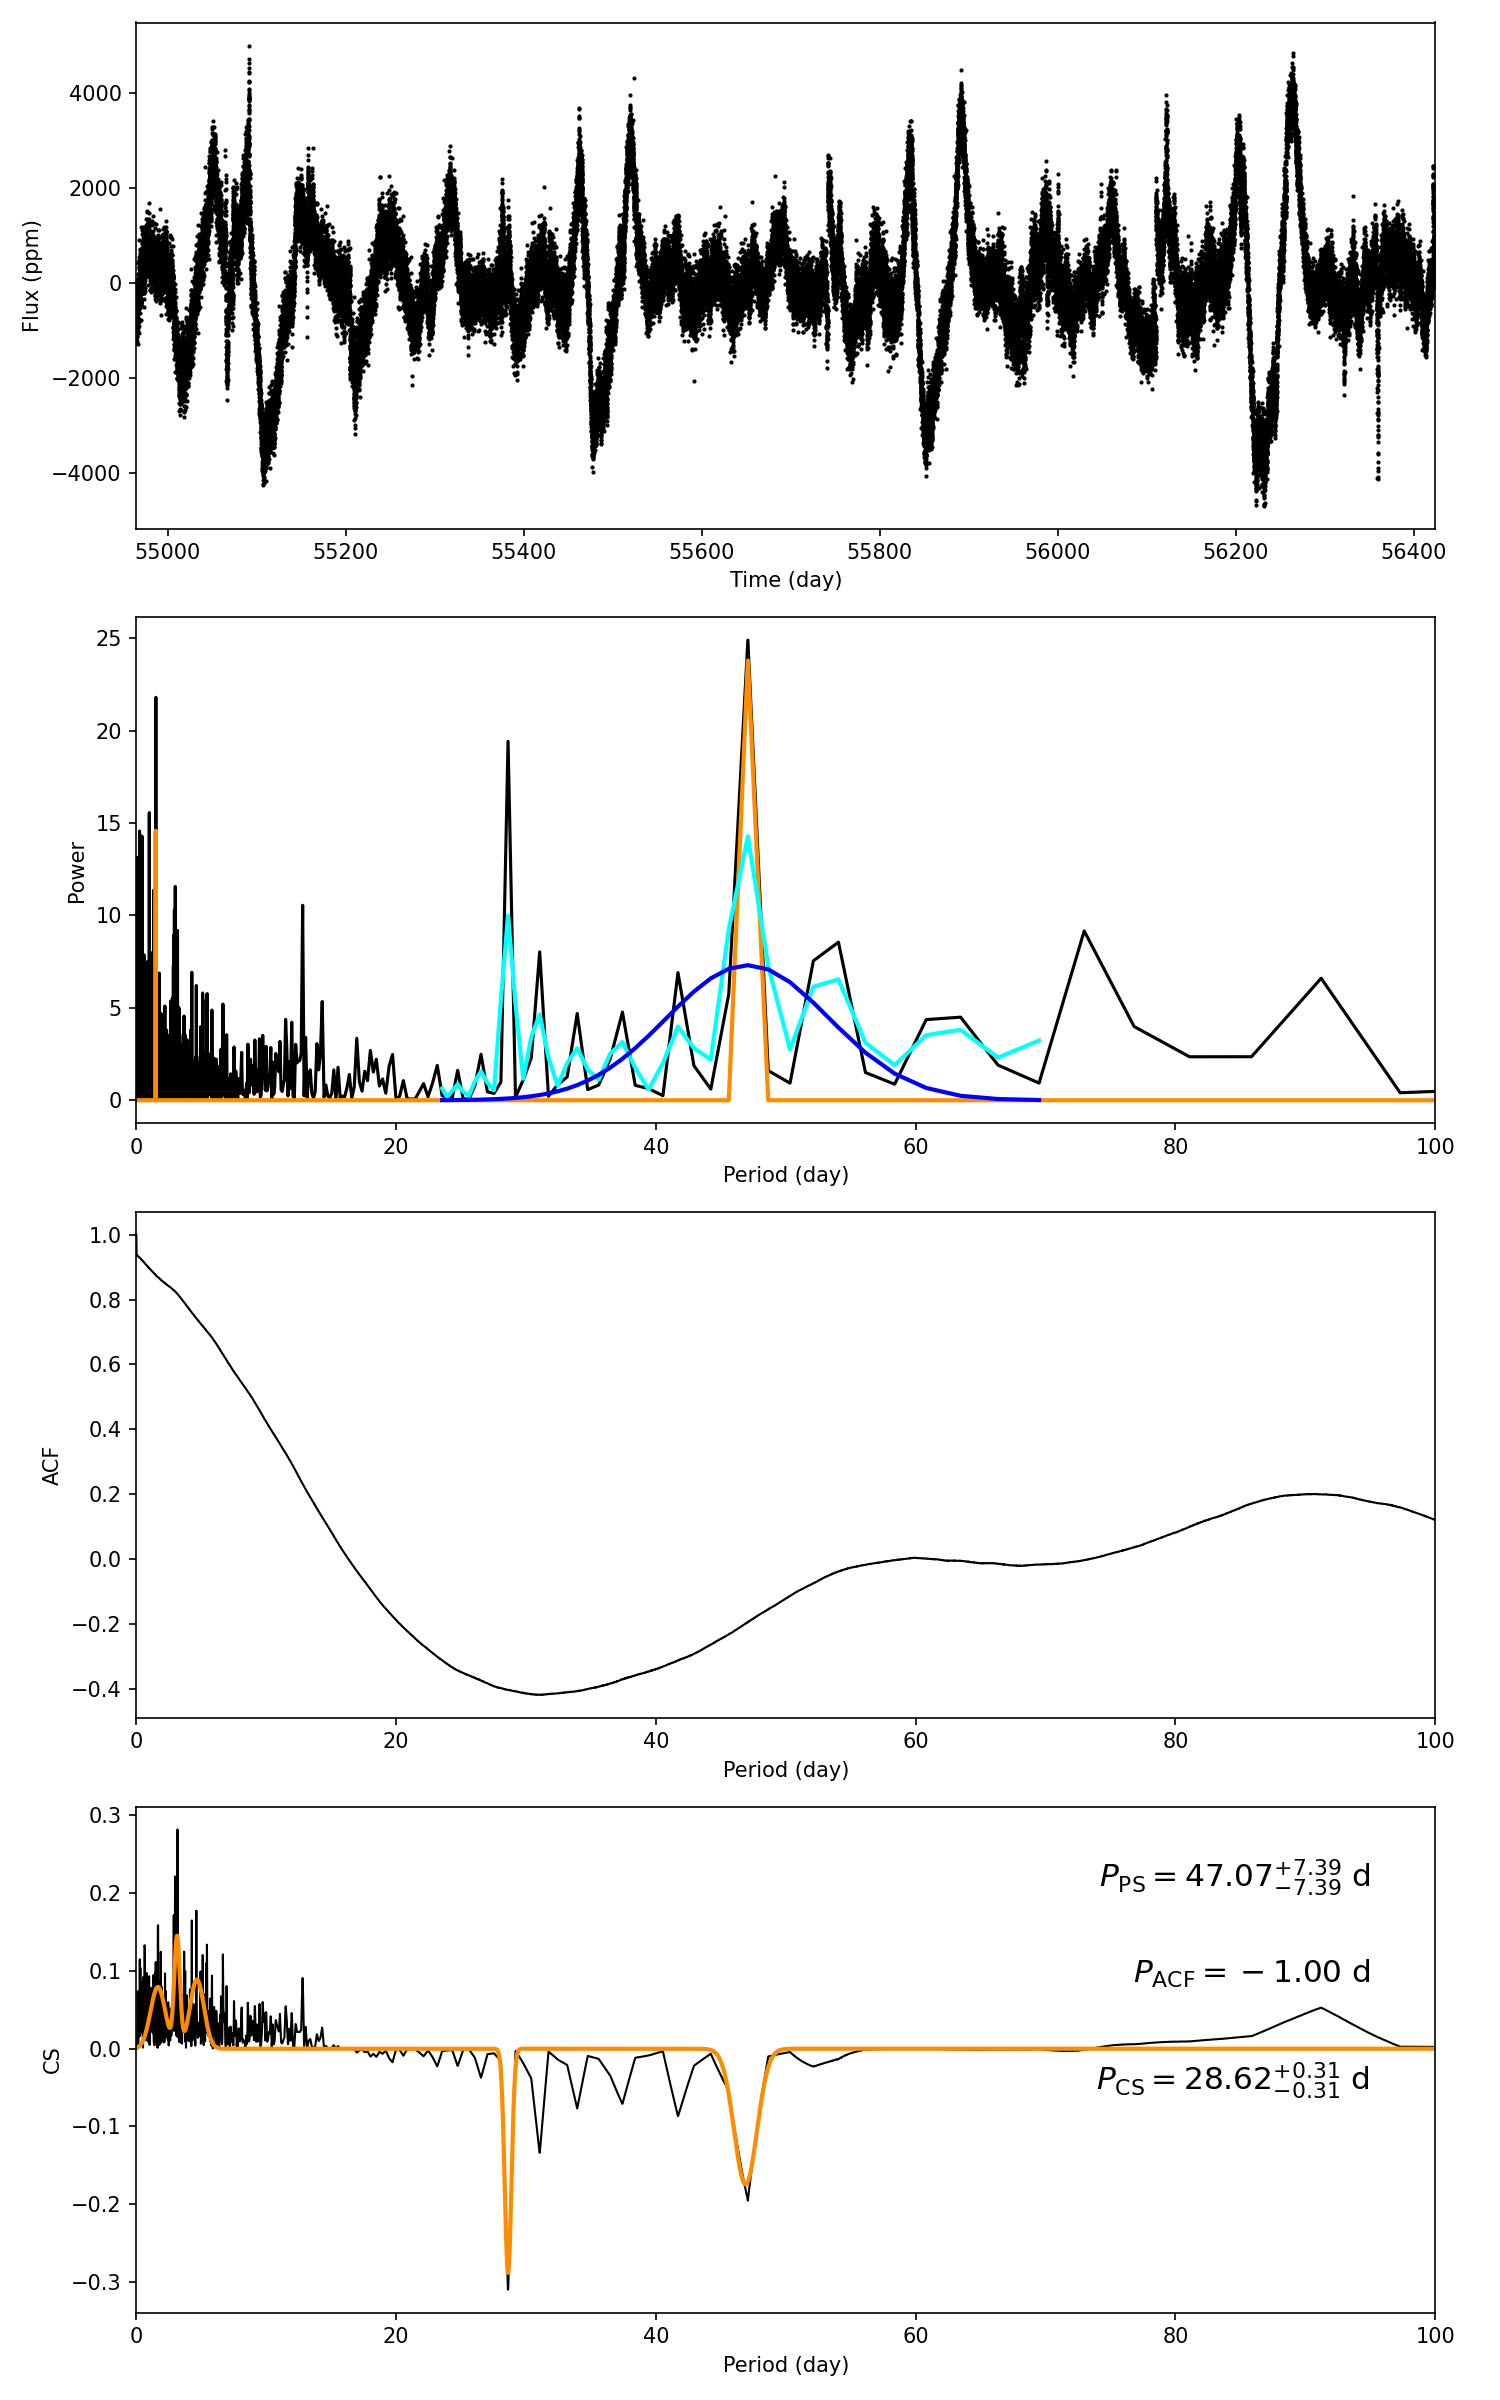 4000
2000
0
−2000
−4000
Flux (ppm)
55000 55200 55400 55600 55800 56000 56200 56400
Time (day)
25
20
15
10
5
0
Power
0 20 40 60 80 100
Period (day)
1.0
0.8
0.6
0.4
0.2
0.0
−0.2
−0.4
ACF
0 20 40 60 80 100
Period (day)
0.3
0.2
0.1
0.0
−0.1
−0.2
−0.3
CS
P_PS = 47.07^{+7.39}_{−7.39} d
P_ACF = −1.00 d
P_CS = 28.62^{+0.31}_{−0.31} d
0 20 40 60 80 100
Period (day)